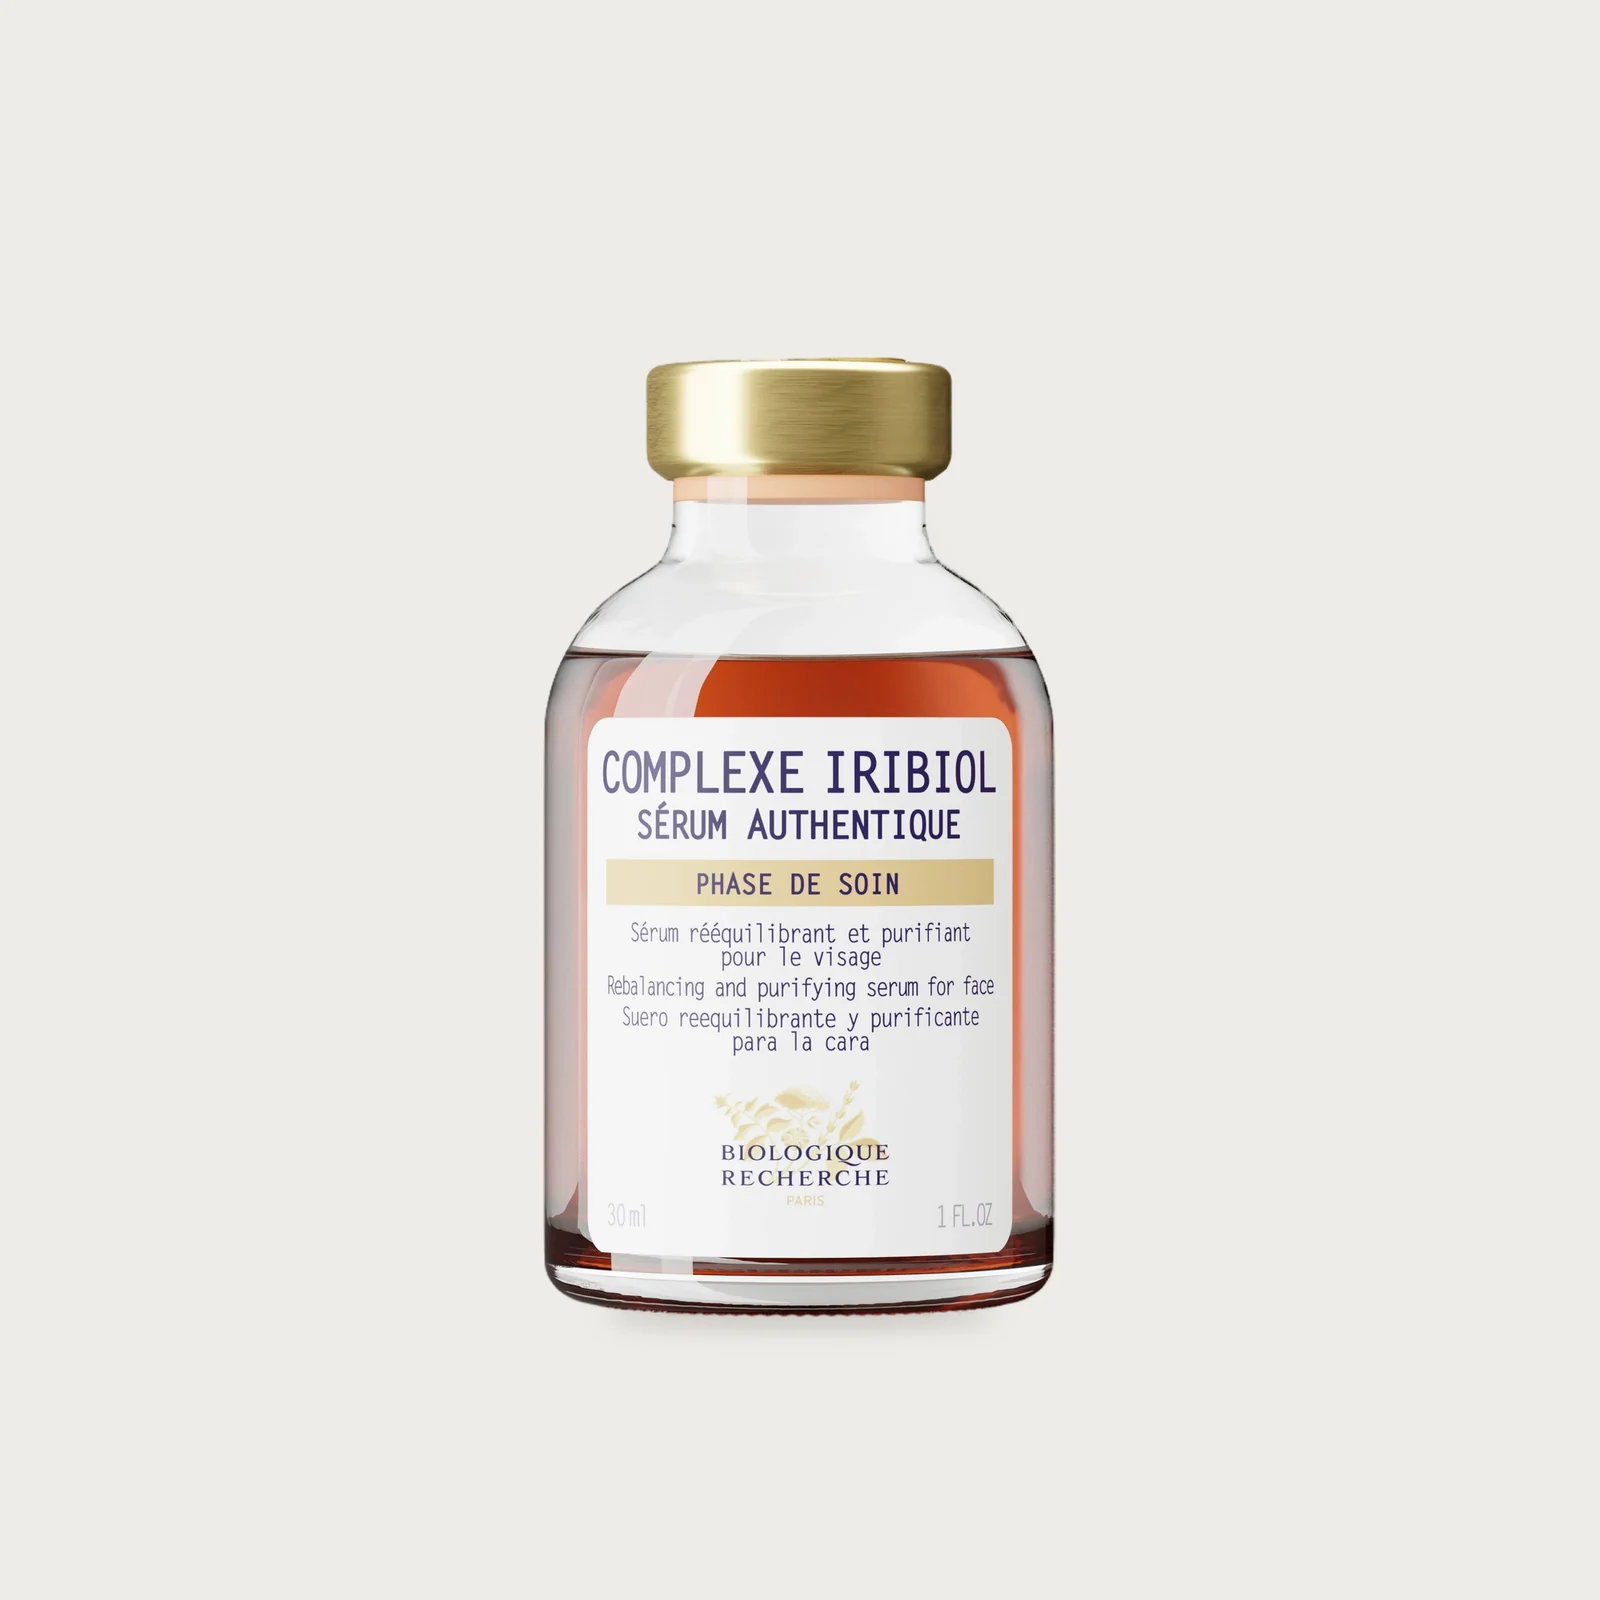 COMPLEXE IRIBIOL
SÉRUM AUTHENTIQUE
PHASE DE SOIN
Sérum rééquilibrant et purifiant
pour le visage
Rebalancing and purifying serum for face
Suero reequilibrante y purificante
para la cara
BIOLOGIQUE
RECHERCHE
PARIS
30 ml
1 FL.OZ